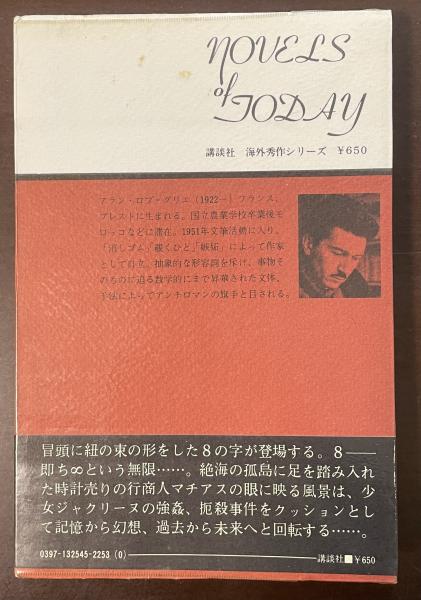 NOVELS
of
TODAY
講談社 海外秀作シリーズ ¥650
アラン・ロブ＝グリエ（1922―）フランス、
ブレストに生まれる。国立農業学校卒業後モ
ロッコなどに滞在。1951年文筆活動に入り、
「消しゴム」「覗くひと」「嫉妬」によって作家
として自立。抽象的な形容詞を斥け、事物そ
のものに迫る数学的にまで昇華された文体、
手法によってアンチロマンの旗手と目される。
冒頭に紐の束の形をした8の字が登場する。8――
即ち∞という無限……。絶海の孤島に足を踏み入れ
た時計売りの行商人マチアスの眼に映る風景は、少
女ジャクリーヌの強姦、扼殺事件をクッションとし
て記憶から幻想、過去から未来へと回転する……。
0397-132545-2253 (0)
講談社■¥650